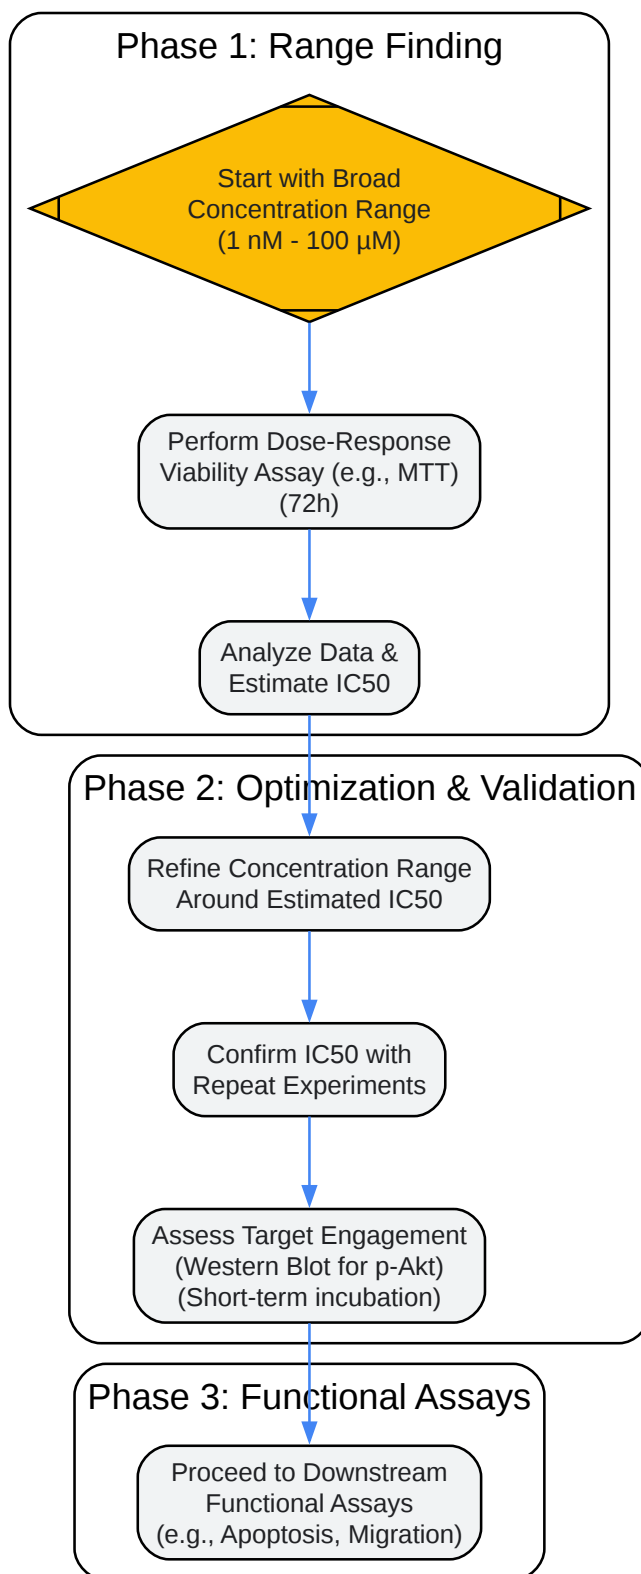 Phase 1: Range Finding
Start with Broad
Concentration Range
(1 nM - 100 µM)
Perform Dose-Response
Viability Assay (e.g., MTT)
(72h)
Analyze Data &
Estimate IC50
Phase 2: Optimization & Validation
Refine Concentration Range
Around Estimated IC50
Confirm IC50 with
Repeat Experiments
Assess Target Engagement
(Western Blot for p-Akt)
(Short-term incubation)
Phase 3: Functional Assays
Proceed to Downstream
Functional Assays
(e.g., Apoptosis, Migration)